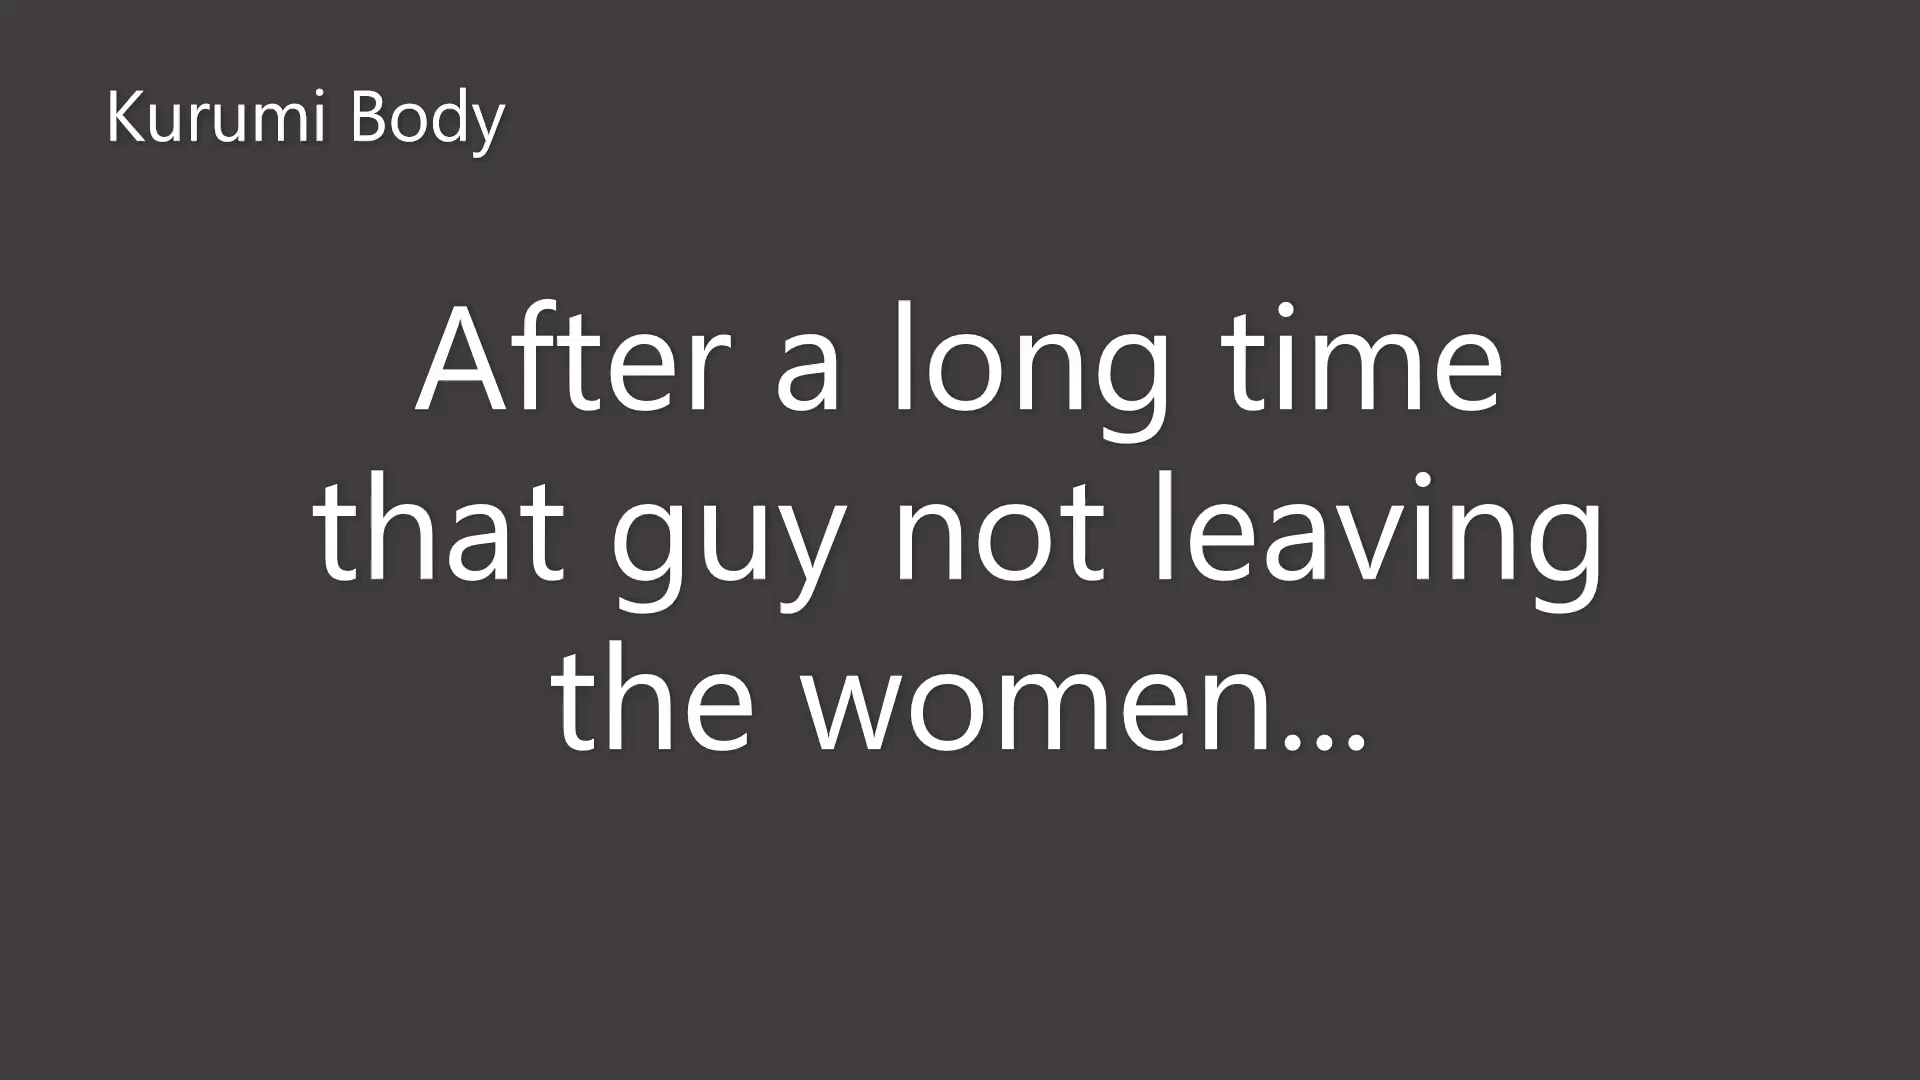 Kurumi Body
After a long time
that guy not leaving
the women...